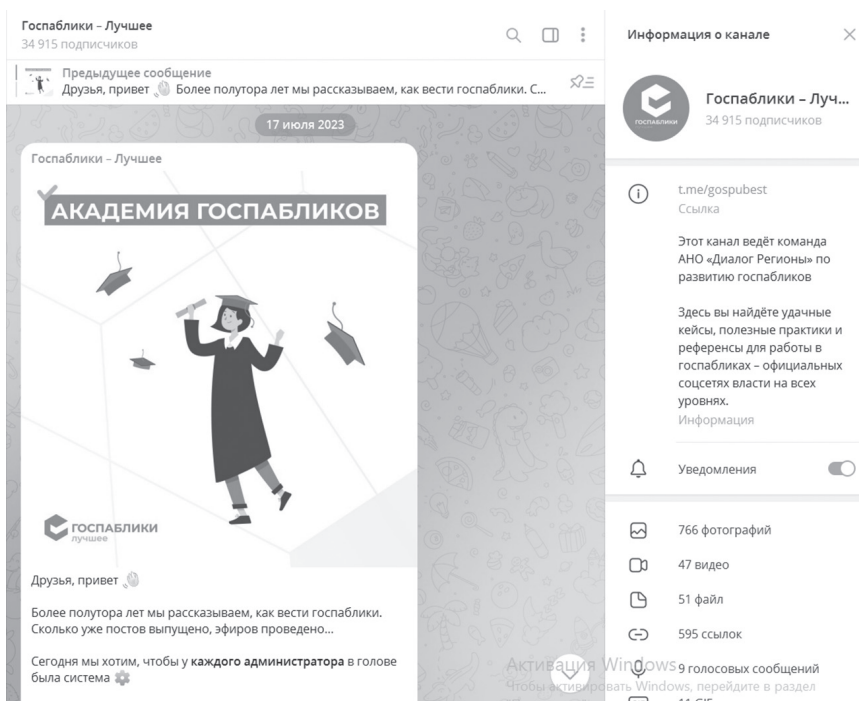 Госпаблики – Лучшее
34 915 подписчиков
Предыдущее сообщение
Друзья, привет 👋 Более полутора лет мы рассказываем, как вести госпаблики. С...
17 июля 2023
Госпаблики – Лучшее
АКАДЕМИЯ ГОСПАБЛИКОВ
ГОСПАБЛИКИ
лучшее
Друзья, привет 👋
Более полутора лет мы рассказываем, как вести госпаблики.
Сколько уже постов выпущено, эфиров проведено...
Сегодня мы хотим, чтобы у каждого администратора в голове
была система ⚙️
Информация о канале
ГОСПАБЛИКИ
Госпаблики – Луч...
34 915 подписчиков
t.me/gospubest
Ссылка
Этот канал ведёт команда
АНО «Диалог Регионы» по
развитию госпабликов
Здесь вы найдёте удачные
кейсы, полезные практики и
референсы для работы в
госпабликах – официальных
соцсетях власти на всех
уровнях.
Информация
Уведомления
766 фотографий
47 видео
51 файл
595 ссылок
9 голосовых сообщений
11 GIF
Активация Windows
Чтобы активировать Windows, перейдите в раздел